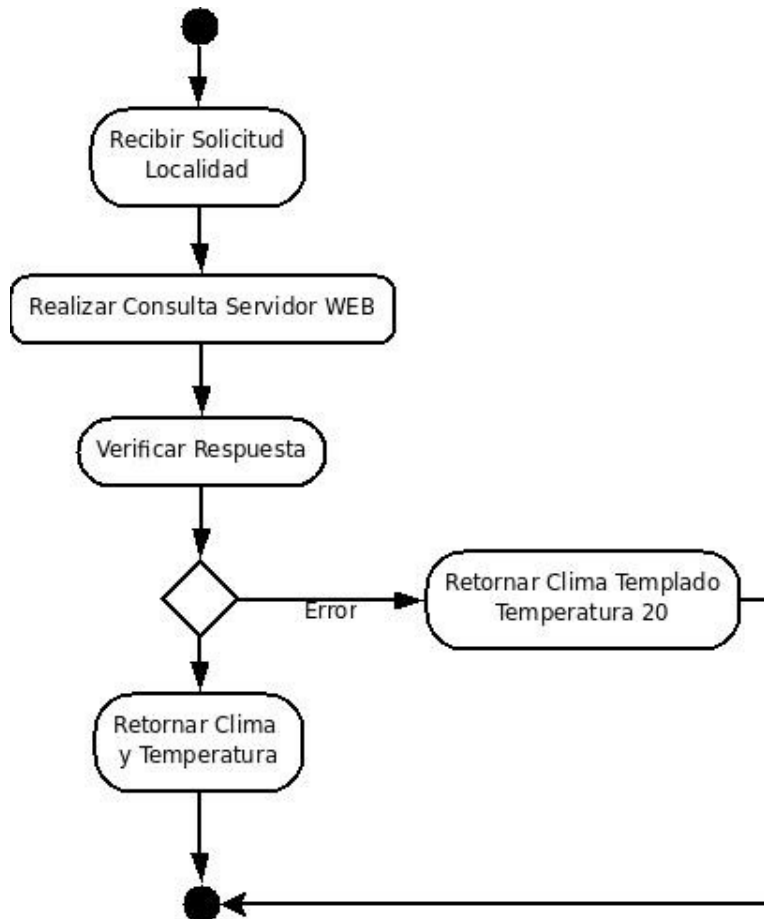 Recibir Solicitud
Localidad
Realizar Consulta Servidor WEB
Verificar Respuesta
Error
Retornar Clima Templado
Temperatura 20
Retornar Clima
y Temperatura